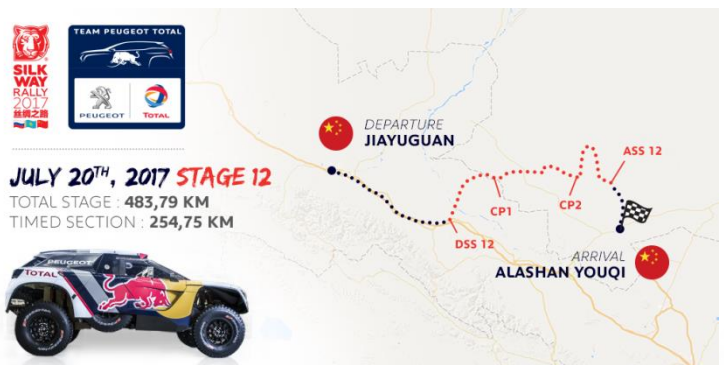 SILK
WAY
RALLY
2017
丝绸之路
TEAM PEUGEOT TOTAL
PEUGEOT
TOTAL
JULY 20TH, 2017 STAGE 12
TOTAL STAGE : 483,79 KM
TIMED SECTION : 254,75 KM
DEPARTURE
JIAYUGUAN
DSS 12
CP1
CP2
ASS 12
ARRIVAL
ALASHAN YOUQI
PEUGEOT
TOTAL
Red Bull